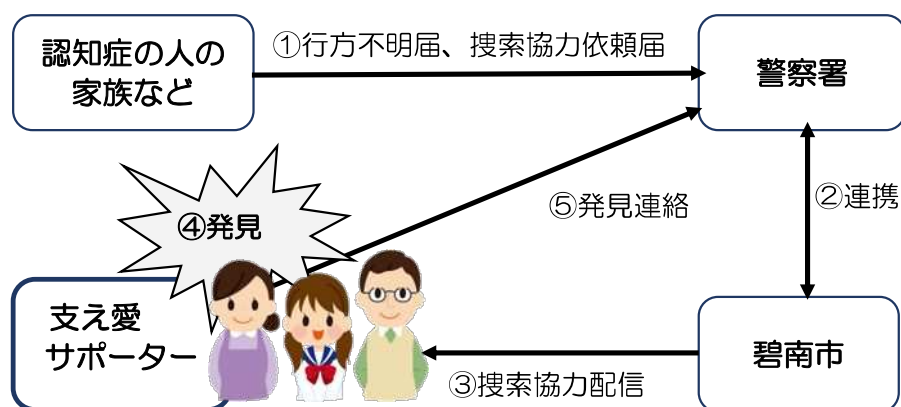 認知症の人の
家族など
①行方不明届、捜索協力依頼届
警察署
②連携
④発見
⑤発見連絡
支え愛
サポーター
③捜索協力配信
碧南市